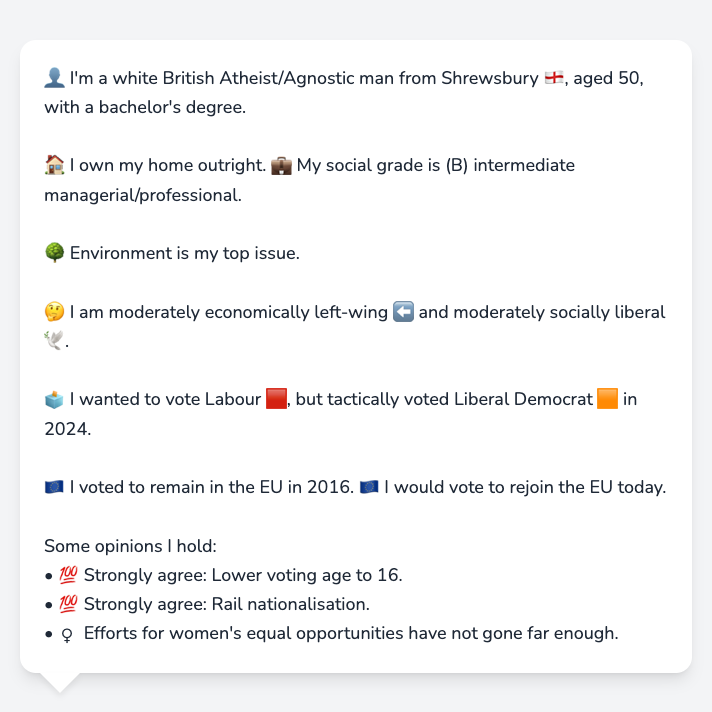 👤 I'm a white British Atheist/Agnostic man from Shrewsbury 🏴󠁧󠁢󠁥󠁮󠁧󠁿, aged 50,
with a bachelor's degree.
🏠 I own my home outright. 💼 My social grade is (B) intermediate
managerial/professional.
🌳 Environment is my top issue.
🤔 I am moderately economically left-wing ⬅️ and moderately socially liberal
🕊️.
🗳️ I wanted to vote Labour 🟥, but tactically voted Liberal Democrat 🟧 in
2024.
🇪🇺 I voted to remain in the EU in 2016. 🇪🇺 I would vote to rejoin the EU today.
Some opinions I hold:
• 💯 Strongly agree: Lower voting age to 16.
• 💯 Strongly agree: Rail nationalisation.
• ♀ Efforts for women's equal opportunities have not gone far enough.